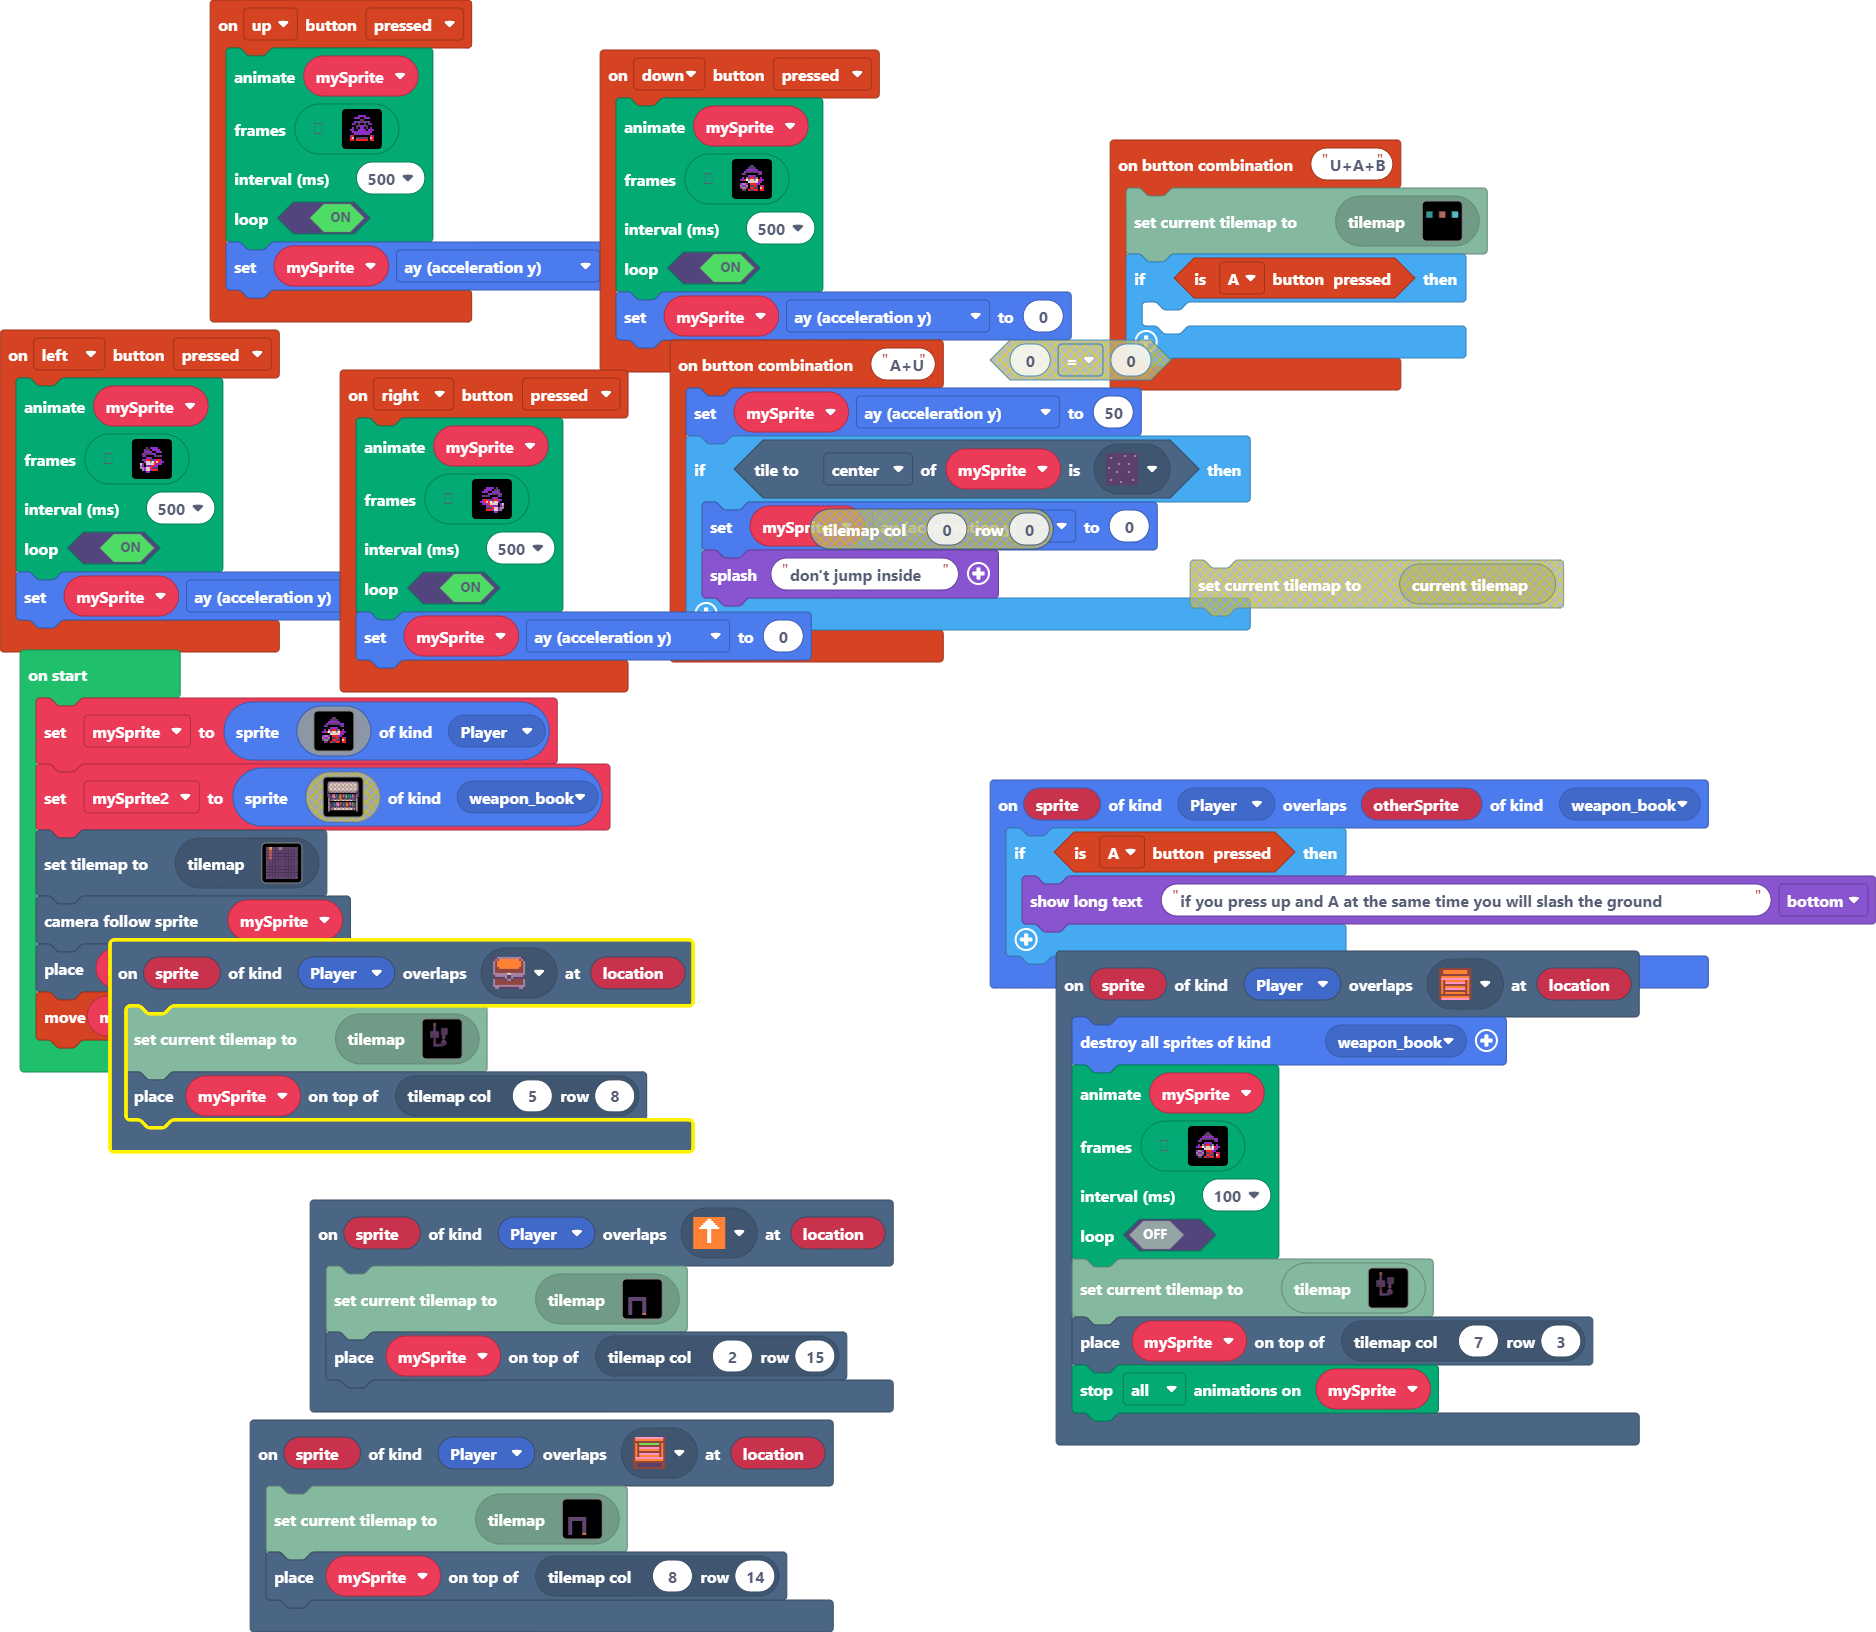 on up button pressed
animate mySprite
frames
interval (ms) 500
loop ON
set mySprite ay (acceleration y)
on down button pressed
animate mySprite
frames
interval (ms) 500
loop ON
set mySprite ay (acceleration y) to 0
on button combination "U+A+B"
set current tilemap to tilemap
if is A button pressed then
on left button pressed
animate mySprite
frames
interval (ms) 500
loop ON
set mySprite ay (acceleration y)
on right button pressed
animate mySprite
frames
interval (ms) 500
loop ON
set mySprite ay (acceleration y) to 0
on button combination "A+U"
0 = 0
set mySprite ay (acceleration y) to 50
if tile to center of mySprite is then
set to 0
tilemap col 0 row 0
splash "don't jump inside "
set current tilemap to current tilemap
on start
set mySprite to sprite of kind Player
set mySprite2 to sprite of kind weapon_book
set tilemap to tilemap
camera follow sprite mySprite
place
move
on sprite of kind Player overlaps at location
set current tilemap to tilemap
place mySprite on top of tilemap col 5 row 8
on sprite of kind Player overlaps otherSprite of kind weapon_book
if is A button pressed then
show long text "if you press up and A at the same time you will slash the ground " bottom
on sprite of kind Player overlaps at location
destroy all sprites of kind weapon_book
animate mySprite
frames
interval (ms) 100
loop OFF
set current tilemap to tilemap
place mySprite on top of tilemap col 7 row 3
stop all animations on mySprite
on sprite of kind Player overlaps at location
set current tilemap to tilemap
place mySprite on top of tilemap col 2 row 15
on sprite of kind Player overlaps at location
set current tilemap to tilemap
place mySprite on top of tilemap col 8 row 14